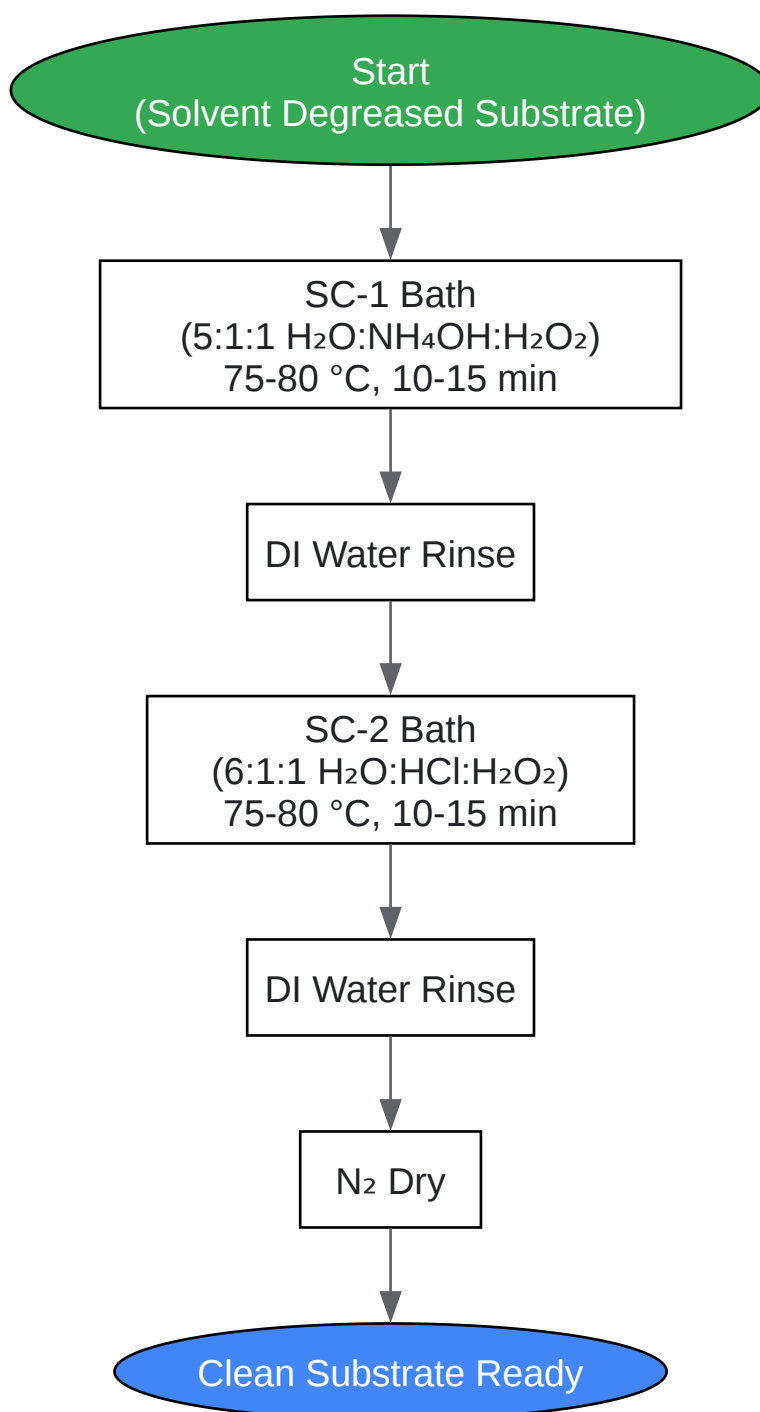 Start
(Solvent Degreased Substrate)
SC-1 Bath
(5:1:1 H₂O:NH₄OH:H₂O₂)
75-80 °C, 10-15 min
DI Water Rinse
SC-2 Bath
(6:1:1 H₂O:HCl:H₂O₂)
75-80 °C, 10-15 min
DI Water Rinse
N₂ Dry
Clean Substrate Ready